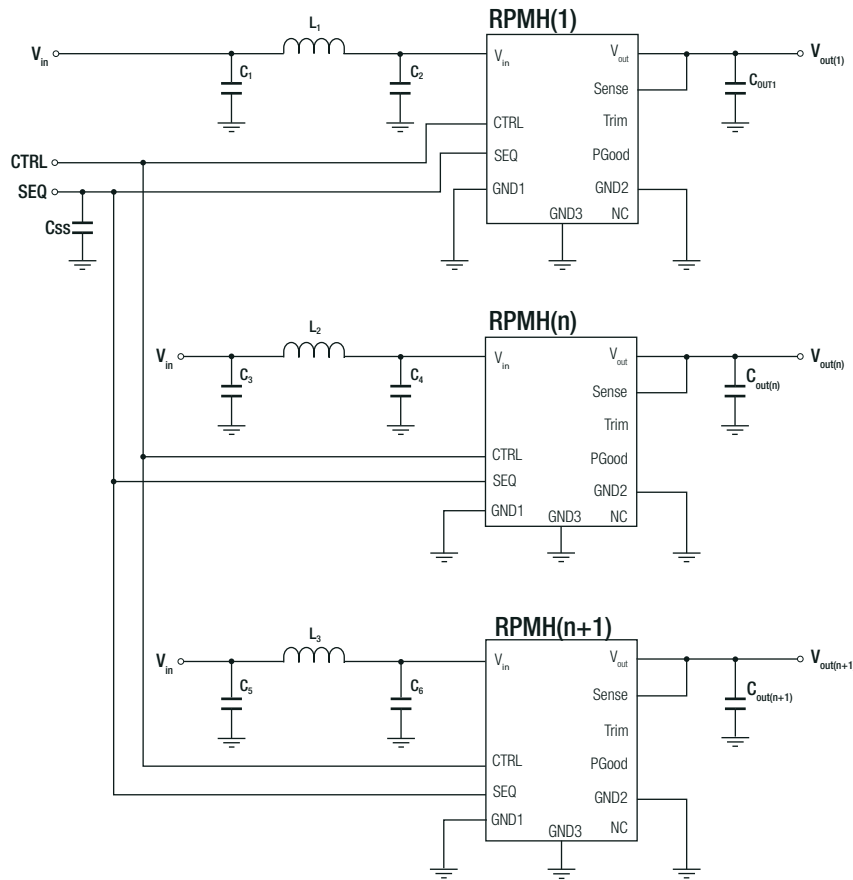 RPMH(1)
L1
Vin
C1
C2
Vin
Vout
Vout(1)
COUT1
Sense
CTRL
Trim
SEQ
PGood
GND1
GND2
GND3
NC
CTRL
SEQ
Css
RPMH(n)
L2
Vin
C3
C4
Vin
Vout
Vout(n)
Cout(n)
Sense
Trim
CTRL
PGood
SEQ
GND2
GND1
GND3
NC
RPMH(n+1)
L3
Vin
C5
C6
Vin
Vout
Vout(n+1
Cout(n+1)
Sense
Trim
CTRL
PGood
SEQ
GND2
GND1
GND3
NC